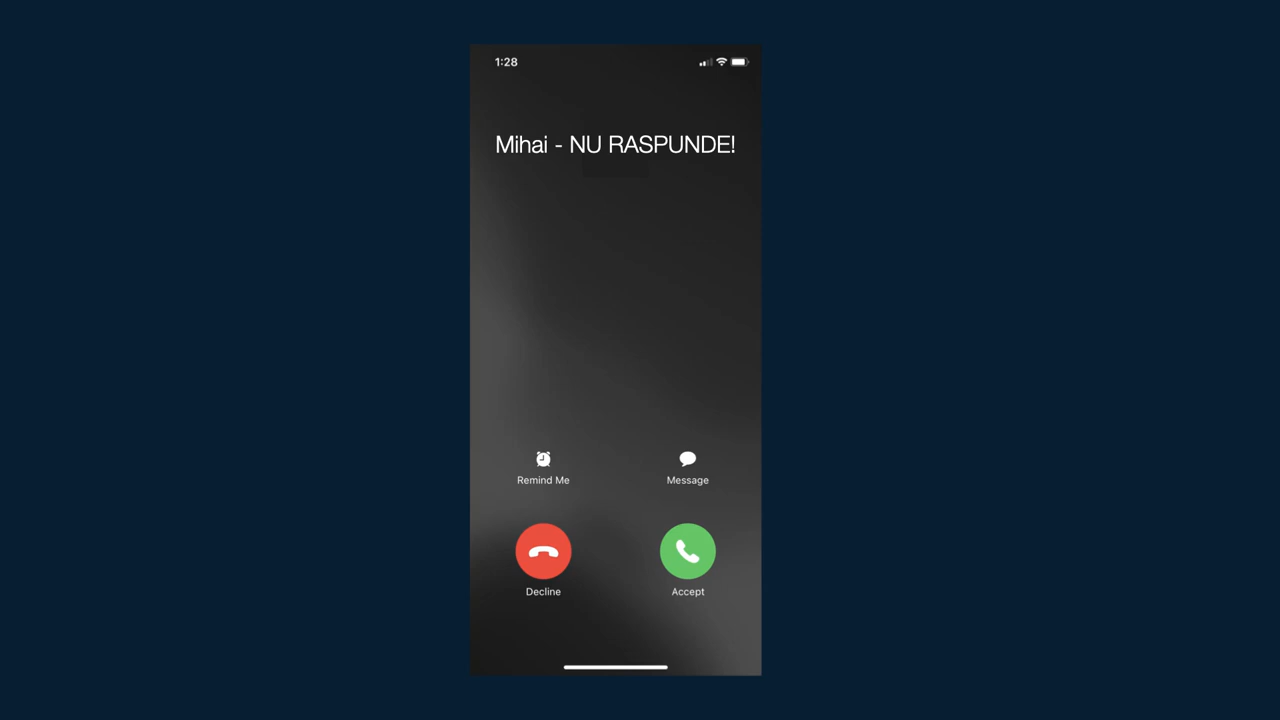 1:28
Mihai - NU RASPUNDE!
Remind Me
Message
Decline
Accept